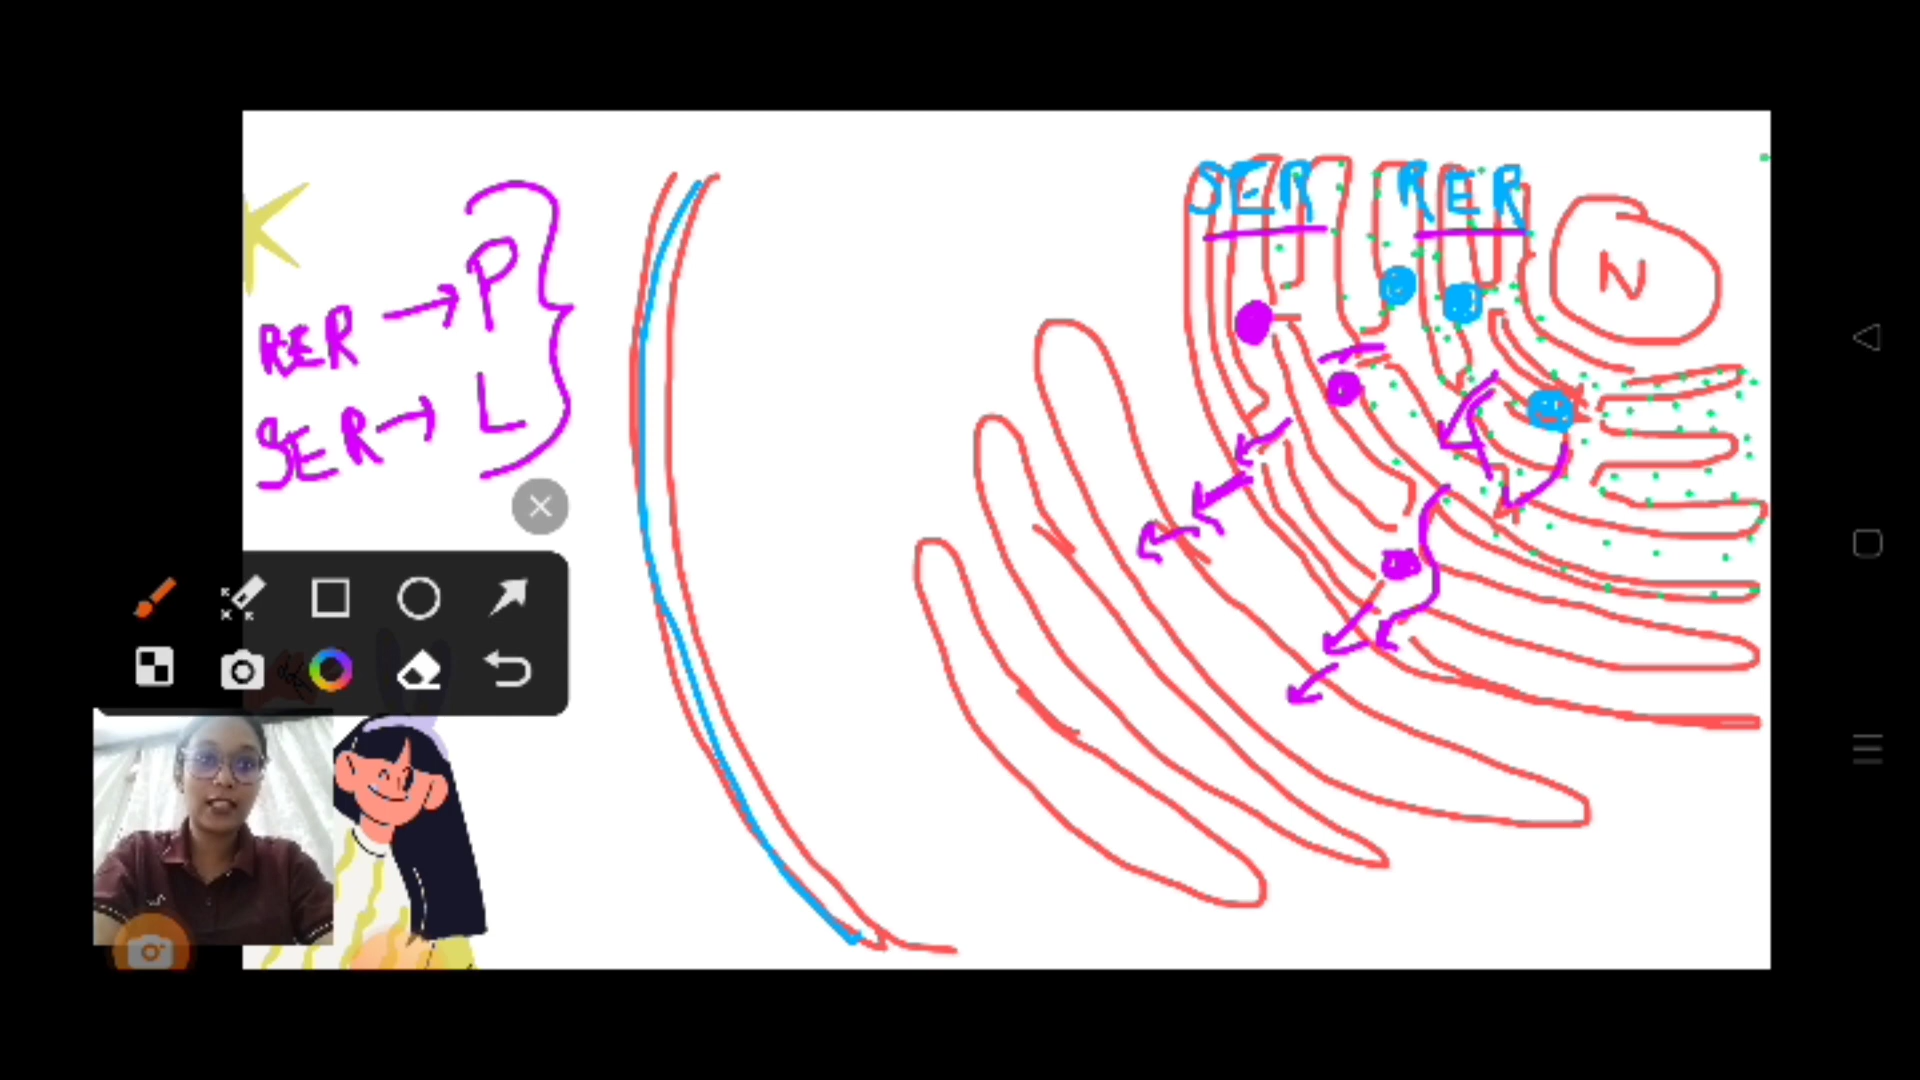 SER RER
N
RER → P
SER → L